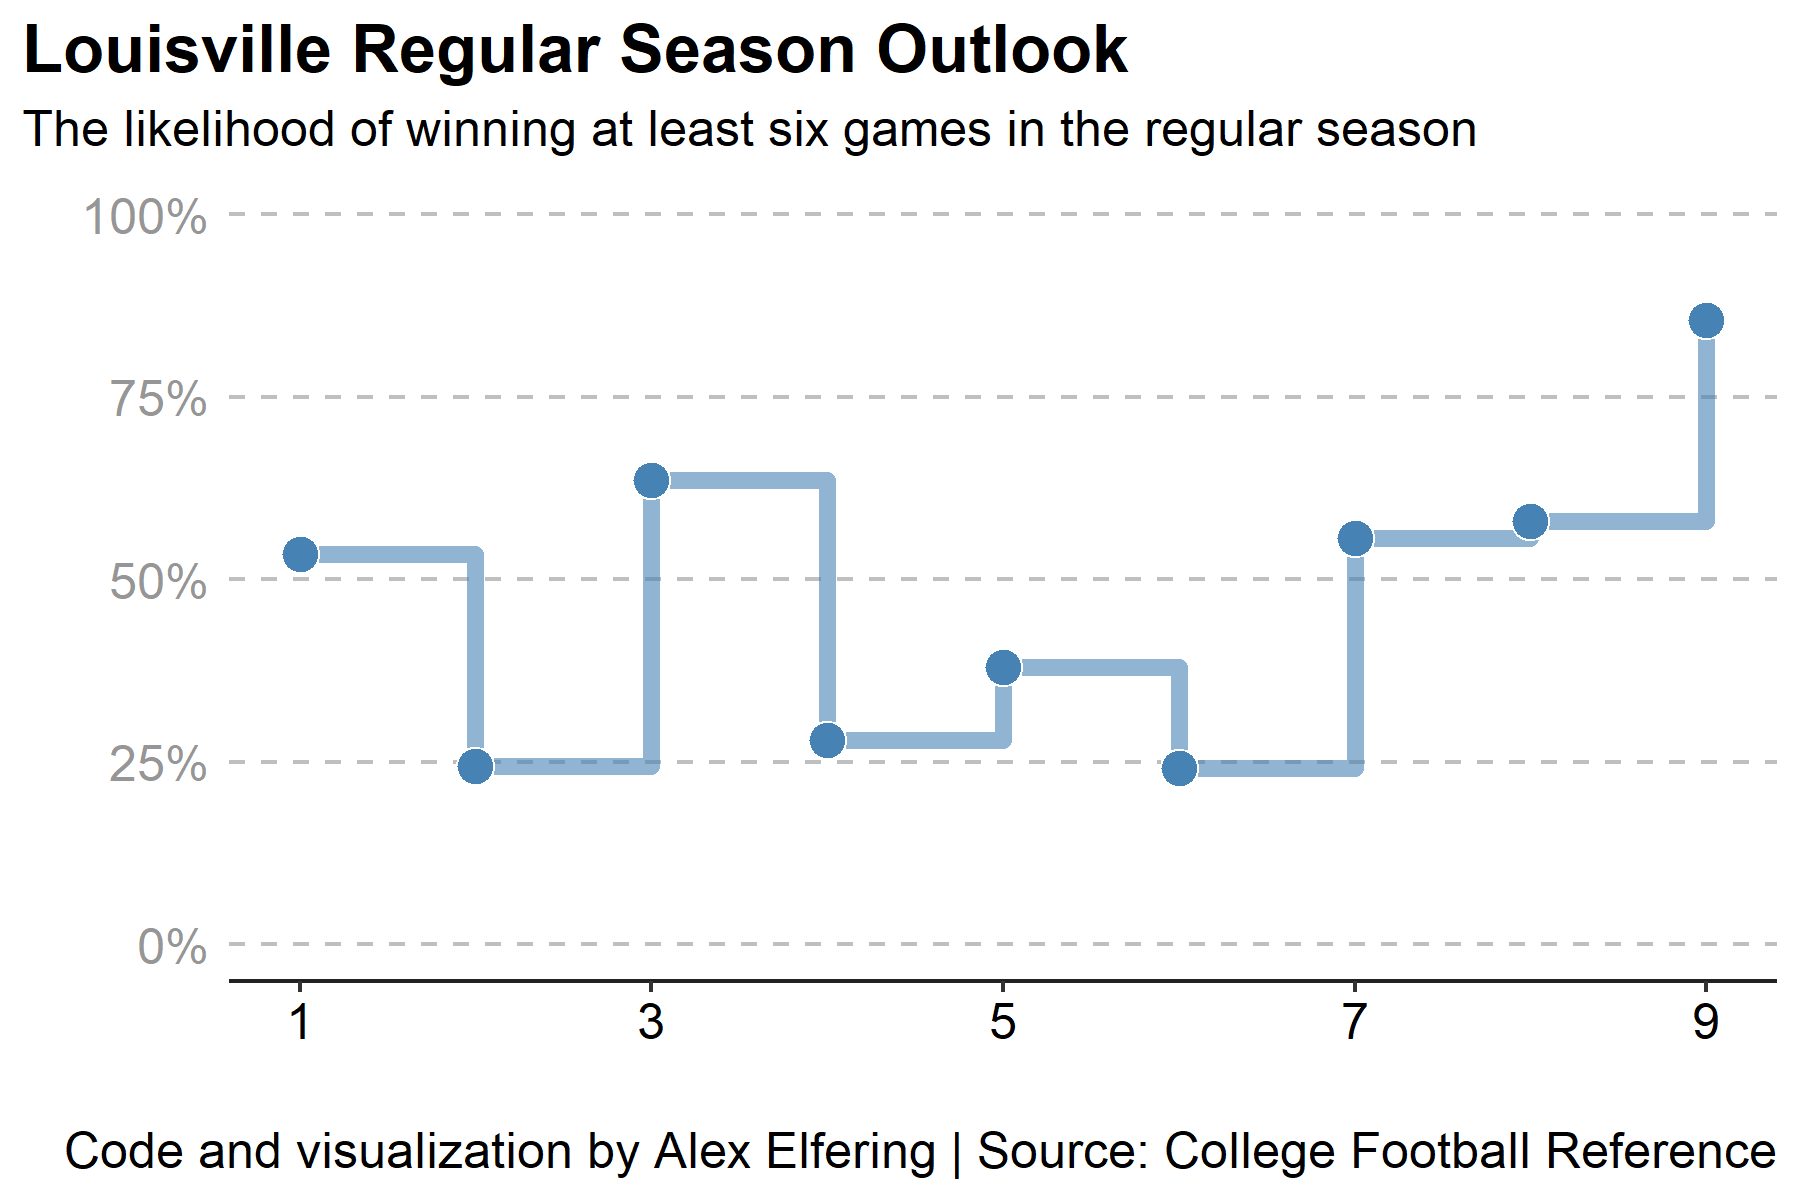 Louisville Regular Season Outlook
The likelihood of winning at least six games in the regular season
100%
75%
50%
25%
0%
1 3 5 7 9
Code and visualization by Alex Elfering | Source: College Football Reference